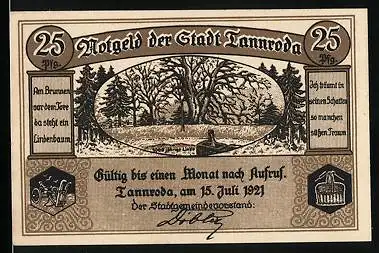 25 Pfg.
Notgeld der Stadt Tannroda
25 Pfg.
Am Brunnen
vor dem Tore
da steht ein
Lindenbaum.
Ich träumt in
seinem Schatten
so manchen
süßen Traum
Gültig bis einen Monat nach Aufruf.
Tannroda, am 15. Juli 1921
Der Stadtgemeindevorstand: